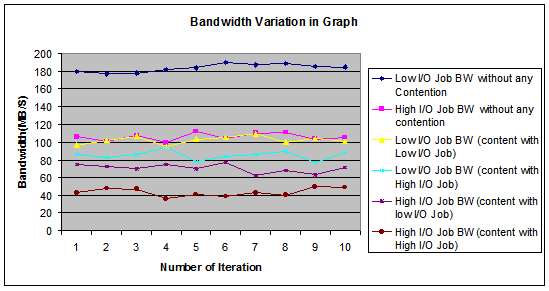 Bandwidth Variation in Graph
200
180
160
140
120
100
80
60
40
20
0
Bandwidth(MB/S)
1 2 3 4 5 6 7 8 9 10
Number of Iteration
Low I/O Job BW without any
Contention
High I/O Job BW without any
contention
Low I/O Job BW (content with
Low I/O Job)
Low I/O Job BW (content with
High I/O Job)
High I/O Job BW (content with
low I/O Job)
High I/O Job BW (content with
High I/O Job)